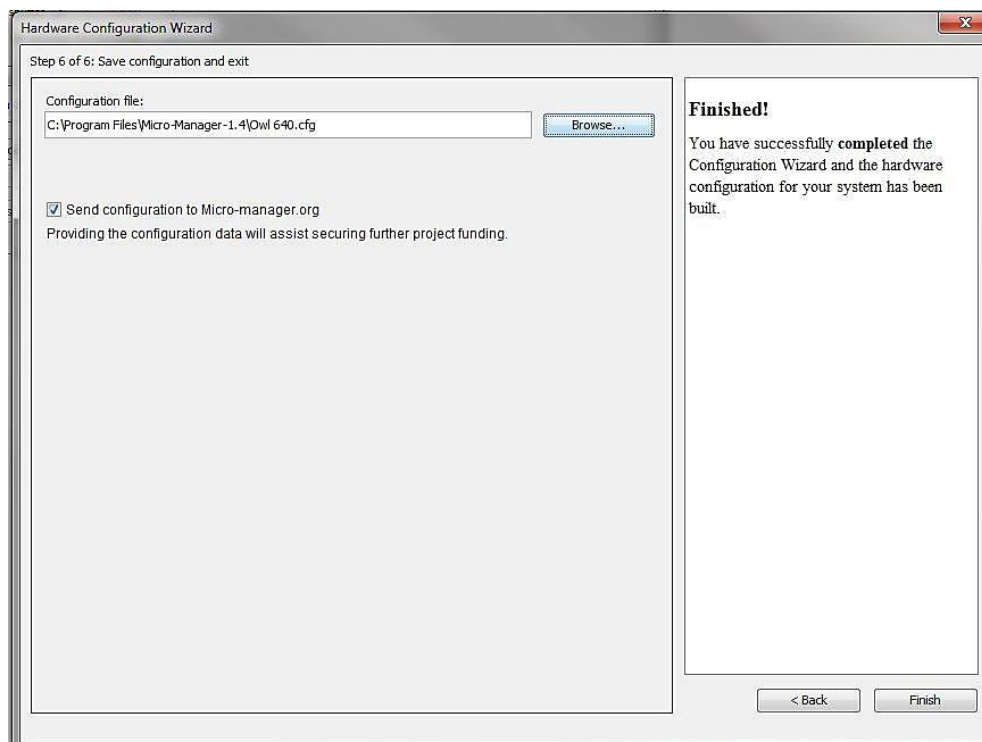 Hardware Configuration Wizard
Step 6 of 6: Save configuration and exit
Configuration file:
C:\Program Files\Micro-Manager-1.4\Owl 640.cfg
Browse...
Send configuration to Micro-manager.org
Providing the configuration data will assist securing further project funding.
Finished!
You have successfully completed the
Configuration Wizard and the hardware
configuration for your system has been
built.
< Back
Finish